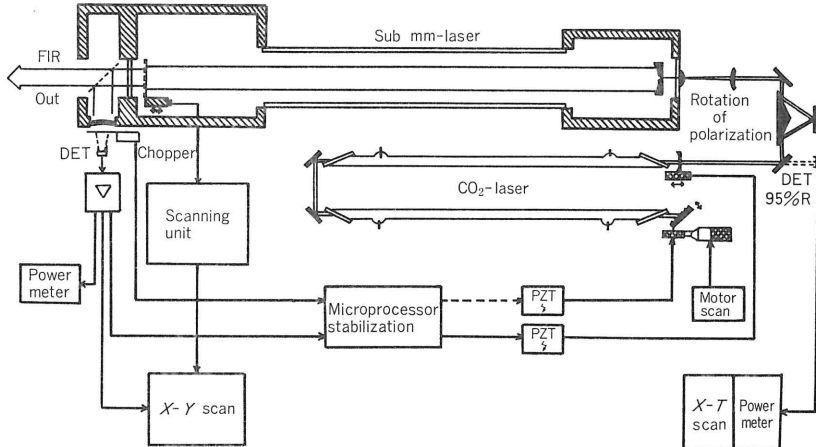 Sub mm-laser
FIR
Out
Rotation
of
polarization
DET
Chopper
CO₂-laser
DET
95%R
Scanning
unit
Power
meter
Microprocessor
stabilization
PZT
PZT
Motor
scan
X-Y scan
X-T
scan
Power
meter